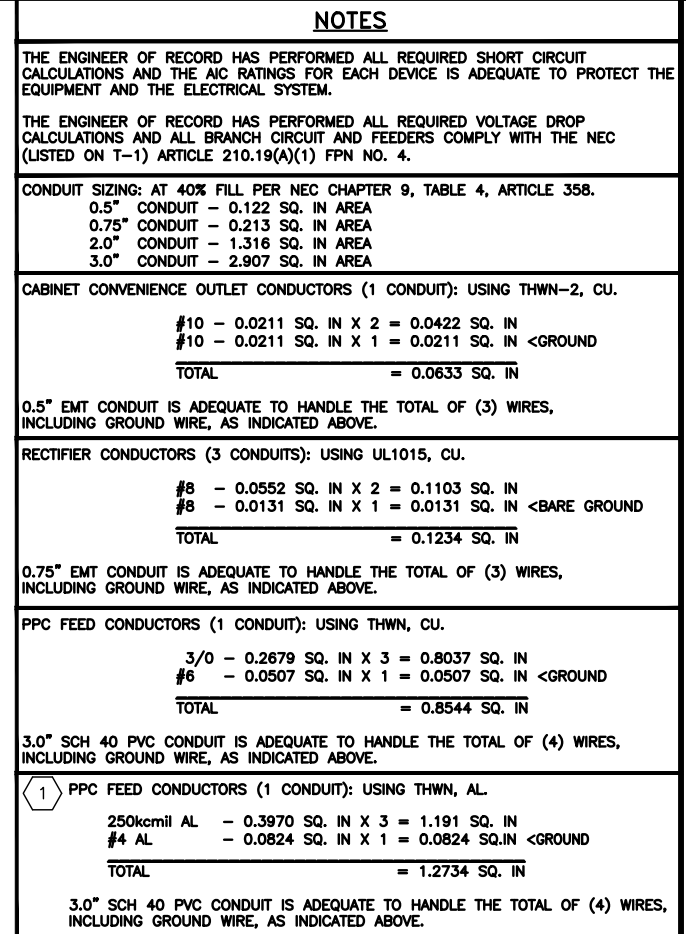 NOTES
THE ENGINEER OF RECORD HAS PERFORMED ALL REQUIRED SHORT CIRCUIT
CALCULATIONS AND THE AIC RATINGS FOR EACH DEVICE IS ADEQUATE TO PROTECT THE
EQUIPMENT AND THE ELECTRICAL SYSTEM.
THE ENGINEER OF RECORD HAS PERFORMED ALL REQUIRED VOLTAGE DROP
CALCULATIONS AND ALL BRANCH CIRCUIT AND FEEDERS COMPLY WITH THE NEC
(LISTED ON T-1) ARTICLE 210.19(A)(1) FPN NO. 4.
CONDUIT SIZING: AT 40% FILL PER NEC CHAPTER 9, TABLE 4, ARTICLE 358.
0.5" CONDUIT - 0.122 SQ. IN AREA
0.75" CONDUIT - 0.213 SQ. IN AREA
2.0" CONDUIT - 1.316 SQ. IN AREA
3.0" CONDUIT - 2.907 SQ. IN AREA
CABINET CONVENIENCE OUTLET CONDUCTORS (1 CONDUIT): USING THWN-2, CU.
#10 - 0.0211 SQ. IN X 2 = 0.0422 SQ. IN
#10 - 0.0211 SQ. IN X 1 = 0.0211 SQ. IN <GROUND
TOTAL = 0.0633 SQ. IN
0.5" EMT CONDUIT IS ADEQUATE TO HANDLE THE TOTAL OF (3) WIRES,
INCLUDING GROUND WIRE, AS INDICATED ABOVE.
RECTIFIER CONDUCTORS (3 CONDUITS): USING UL1015, CU.
#8 - 0.0552 SQ. IN X 2 = 0.1103 SQ. IN
#8 - 0.0131 SQ. IN X 1 = 0.0131 SQ. IN <BARE GROUND
TOTAL = 0.1234 SQ. IN
0.75" EMT CONDUIT IS ADEQUATE TO HANDLE THE TOTAL OF (3) WIRES,
INCLUDING GROUND WIRE, AS INDICATED ABOVE.
PPC FEED CONDUCTORS (1 CONDUIT): USING THWN, CU.
3/0 - 0.2679 SQ. IN X 3 = 0.8037 SQ. IN
#6 - 0.0507 SQ. IN X 1 = 0.0507 SQ. IN <GROUND
TOTAL = 0.8544 SQ. IN
3.0" SCH 40 PVC CONDUIT IS ADEQUATE TO HANDLE THE TOTAL OF (4) WIRES,
INCLUDING GROUND WIRE, AS INDICATED ABOVE.
1 PPC FEED CONDUCTORS (1 CONDUIT): USING THWN, AL.
250kcmil AL - 0.3970 SQ. IN X 3 = 1.191 SQ. IN
#4 AL - 0.0824 SQ. IN X 1 = 0.0824 SQ.IN <GROUND
TOTAL = 1.2734 SQ. IN
3.0" SCH 40 PVC CONDUIT IS ADEQUATE TO HANDLE THE TOTAL OF (4) WIRES,
INCLUDING GROUND WIRE, AS INDICATED ABOVE.